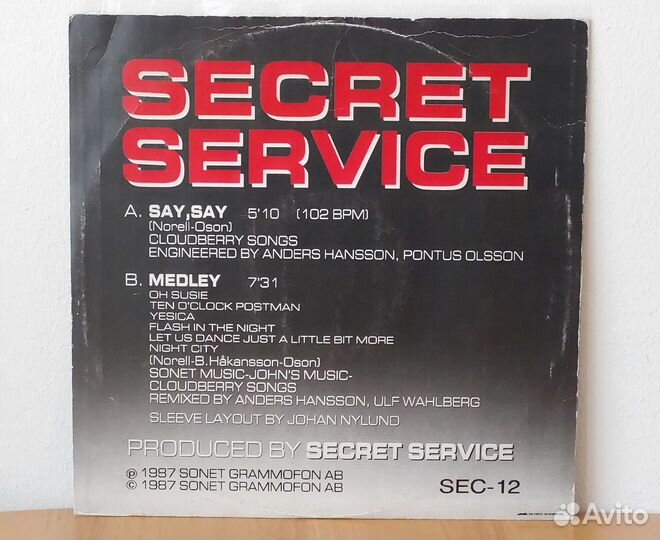 SECRET
SERVICE
A. SAY,SAY 5'10 (102 BPM)
(Norell-Oson)
CLOUDBERRY SONGS
ENGINEERED BY ANDERS HANSSON, PONTUS OLSSON
B. MEDLEY 7'31
OH SUSIE
TEN O'CLOCK POSTMAN
YESICA
FLASH IN THE NIGHT
LET US DANCE JUST A LITTLE BIT MORE
NIGHT CITY
(Norell-B.Håkansson-Oson)
SONET MUSIC-JOHN'S MUSIC-
CLOUDBERRY SONGS
REMIXED BY ANDERS HANSSON, ULF WAHLBERG
SLEEVE LAYOUT BY JOHAN NYLUND
PRODUCED BY SECRET SERVICE
℗ 1987 SONET GRAMMOFON AB
© 1987 SONET GRAMMOFON AB
SEC-12
Avito